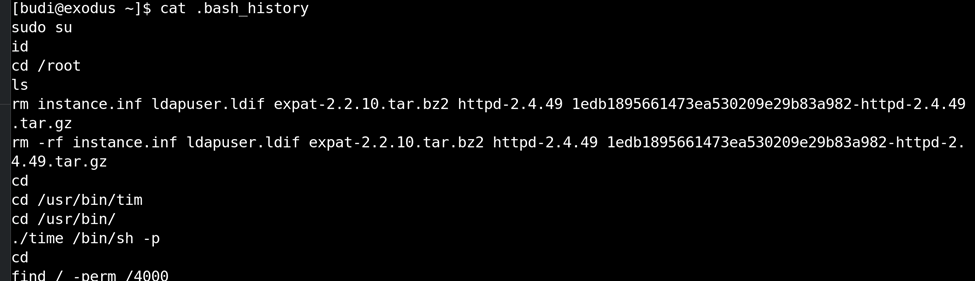 [budi@exodus ~]$ cat .bash_history
sudo su
id
cd /root
ls
rm instance.inf ldapuser.ldif expat-2.2.10.tar.bz2 httpd-2.4.49 1edb1895661473ea530209e29b83a982-httpd-2.4.49
.tar.gz
rm -rf instance.inf ldapuser.ldif expat-2.2.10.tar.bz2 httpd-2.4.49 1edb1895661473ea530209e29b83a982-httpd-2.
4.49.tar.gz
cd
cd /usr/bin/tim
cd /usr/bin/
./time /bin/sh -p
cd
find / -perm /4000